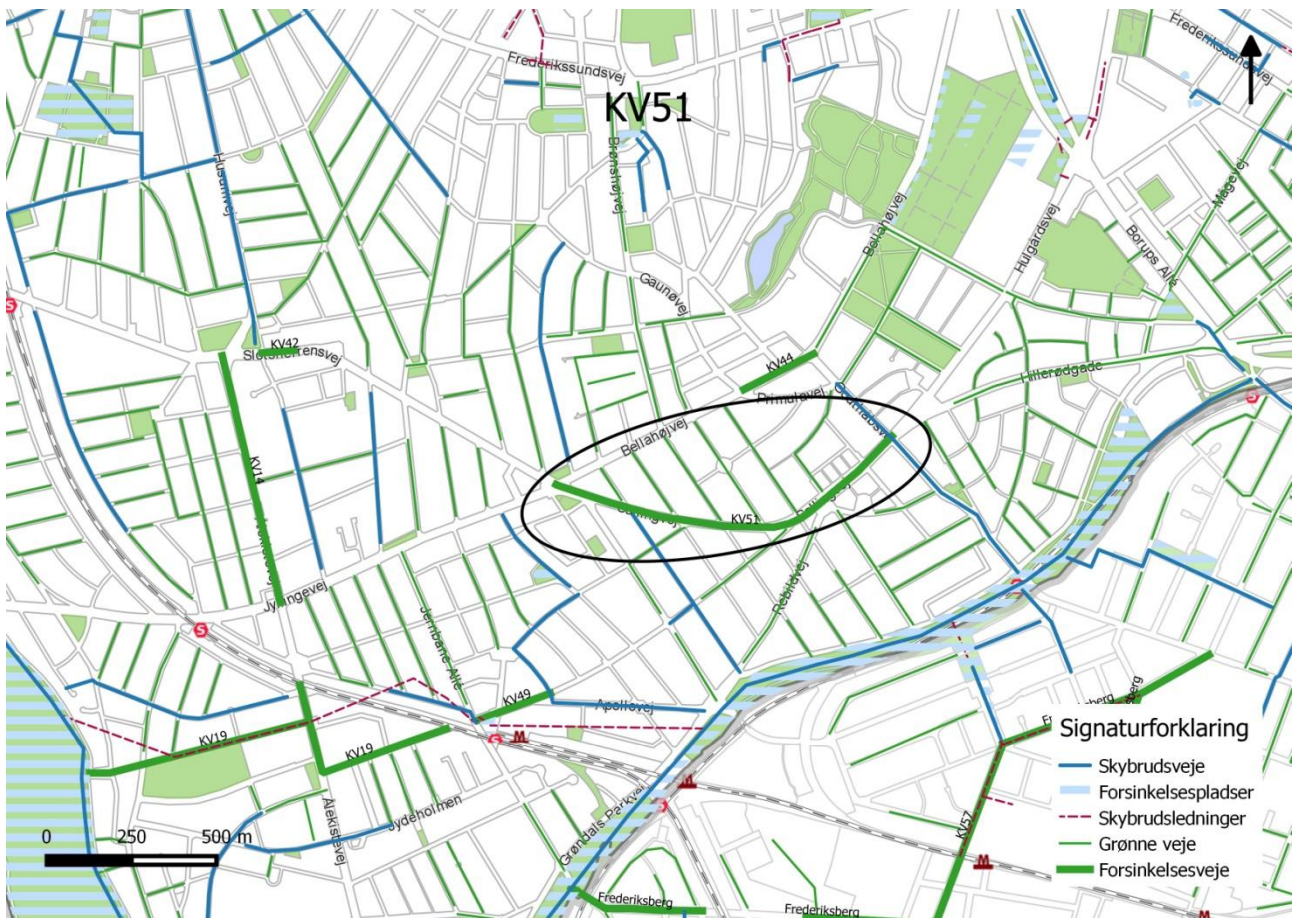 Frederikssundsvej
Frederikssundsvej
KV51
Brønshøjvej
Husumvej
Bellahøjvej
Hulgårdsvej
Borups Allé
Mågevej
Gaunøvej
KV42
Slotsherrensvej
KV44
Primulavej
Hillerødgade
Bellahøjvej
KV14
KV51
Rebildvej
Jyllingevej
Jernbane Allé
KV49
Apollovej
KV19
KV19
Ålekistevej
Jydeholmen
Grøndals Parkvej
KV57
Frederiksberg
Frederiksberg
S
S
S
M
M
M
0 250 500 m
Signaturforklaring
Skybrudsveje
Forsinkelsespladser
Skybrudsledninger
Grønne veje
Forsinkelsesveje